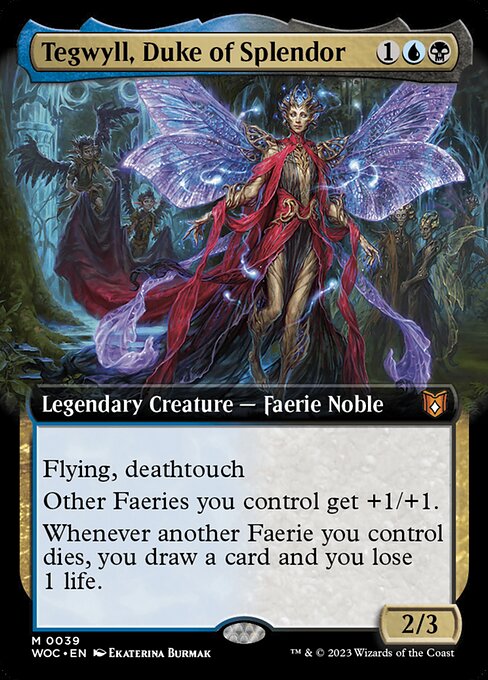 Tegwyll, Duke of Splendor 1
Legendary Creature — Faerie Noble
Flying, deathtouch
Other Faeries you control get +1/+1.
Whenever another Faerie you control
dies, you draw a card and you lose
1 life.
2/3
M 0039
WOC • EN Ekaterina Burmak
™ & © 2023 Wizards of the Coast